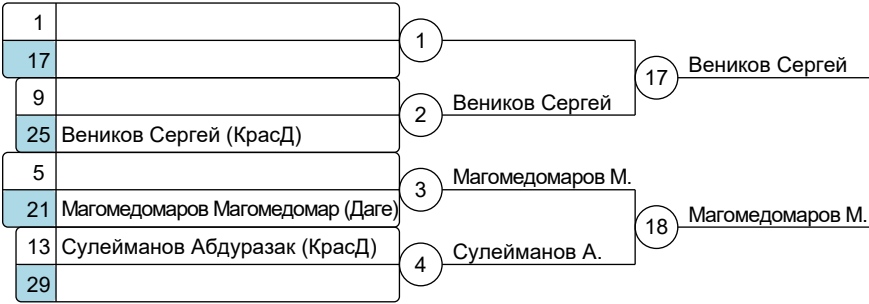 1
17
1
9
25 Веников Сергей (КрасД)
2
Веников Сергей
17
Веников Сергей
5
21 Магомедомаров Магомедомар (Даге)
3
Магомедомаров М.
13 Сулейманов Абдуразак (КрасД)
29
4
Сулейманов А.
18
Магомедомаров М.